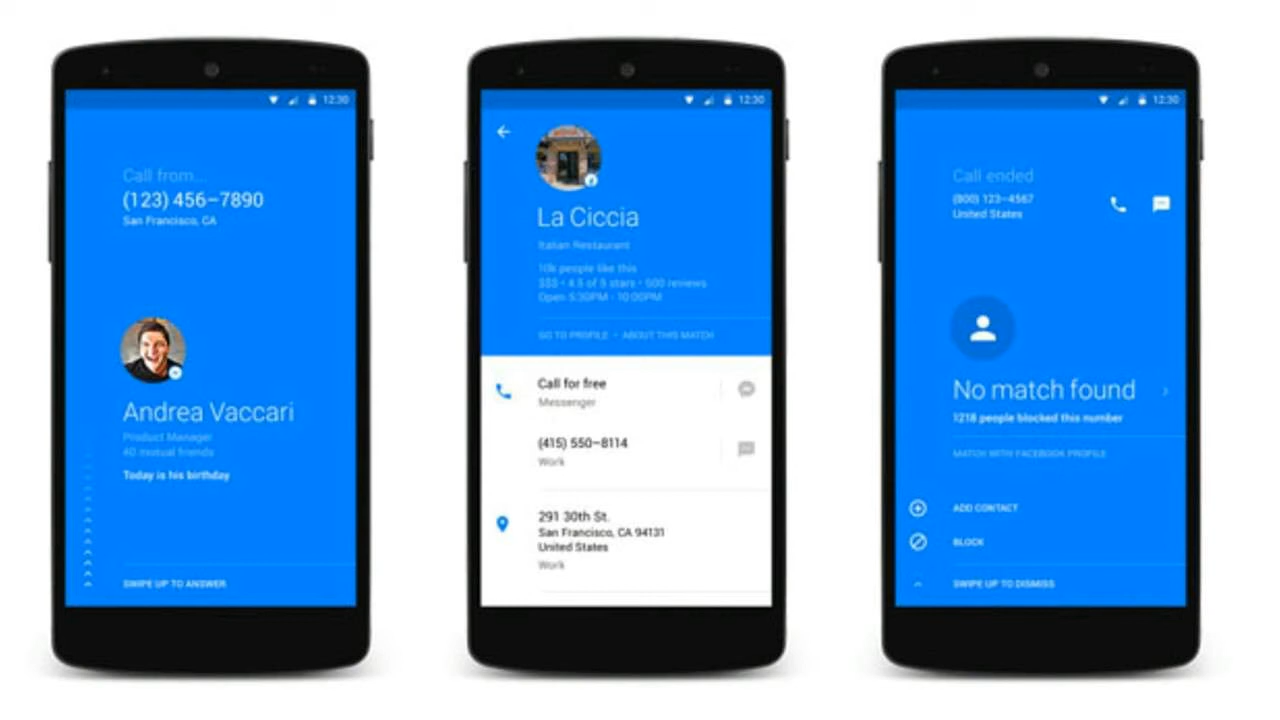 12:30
Call from...
(123) 456–7890
San Francisco, CA
Andrea Vaccari
Product Manager
40 mutual friends
Today is his birthday
SWIPE UP TO ANSWER
12:30
La Ciccia
Italian Restaurant
10k people like this
$$$ • 4.5 of 5 stars • 500 reviews
Open 5:30PM - 10:00PM
GO TO PROFILE • ABOUT THIS MATCH
Call for free
Messenger
(415) 550–8114
Work
291 30th St.
San Francisco, CA 94131
United States
Work
12:30
Call ended
(800) 123–4567
United States
No match found
1218 people blocked this number
MATCH WITH FACEBOOK PROFILE
ADD CONTACT
BLOCK
SWIPE UP TO DISMISS